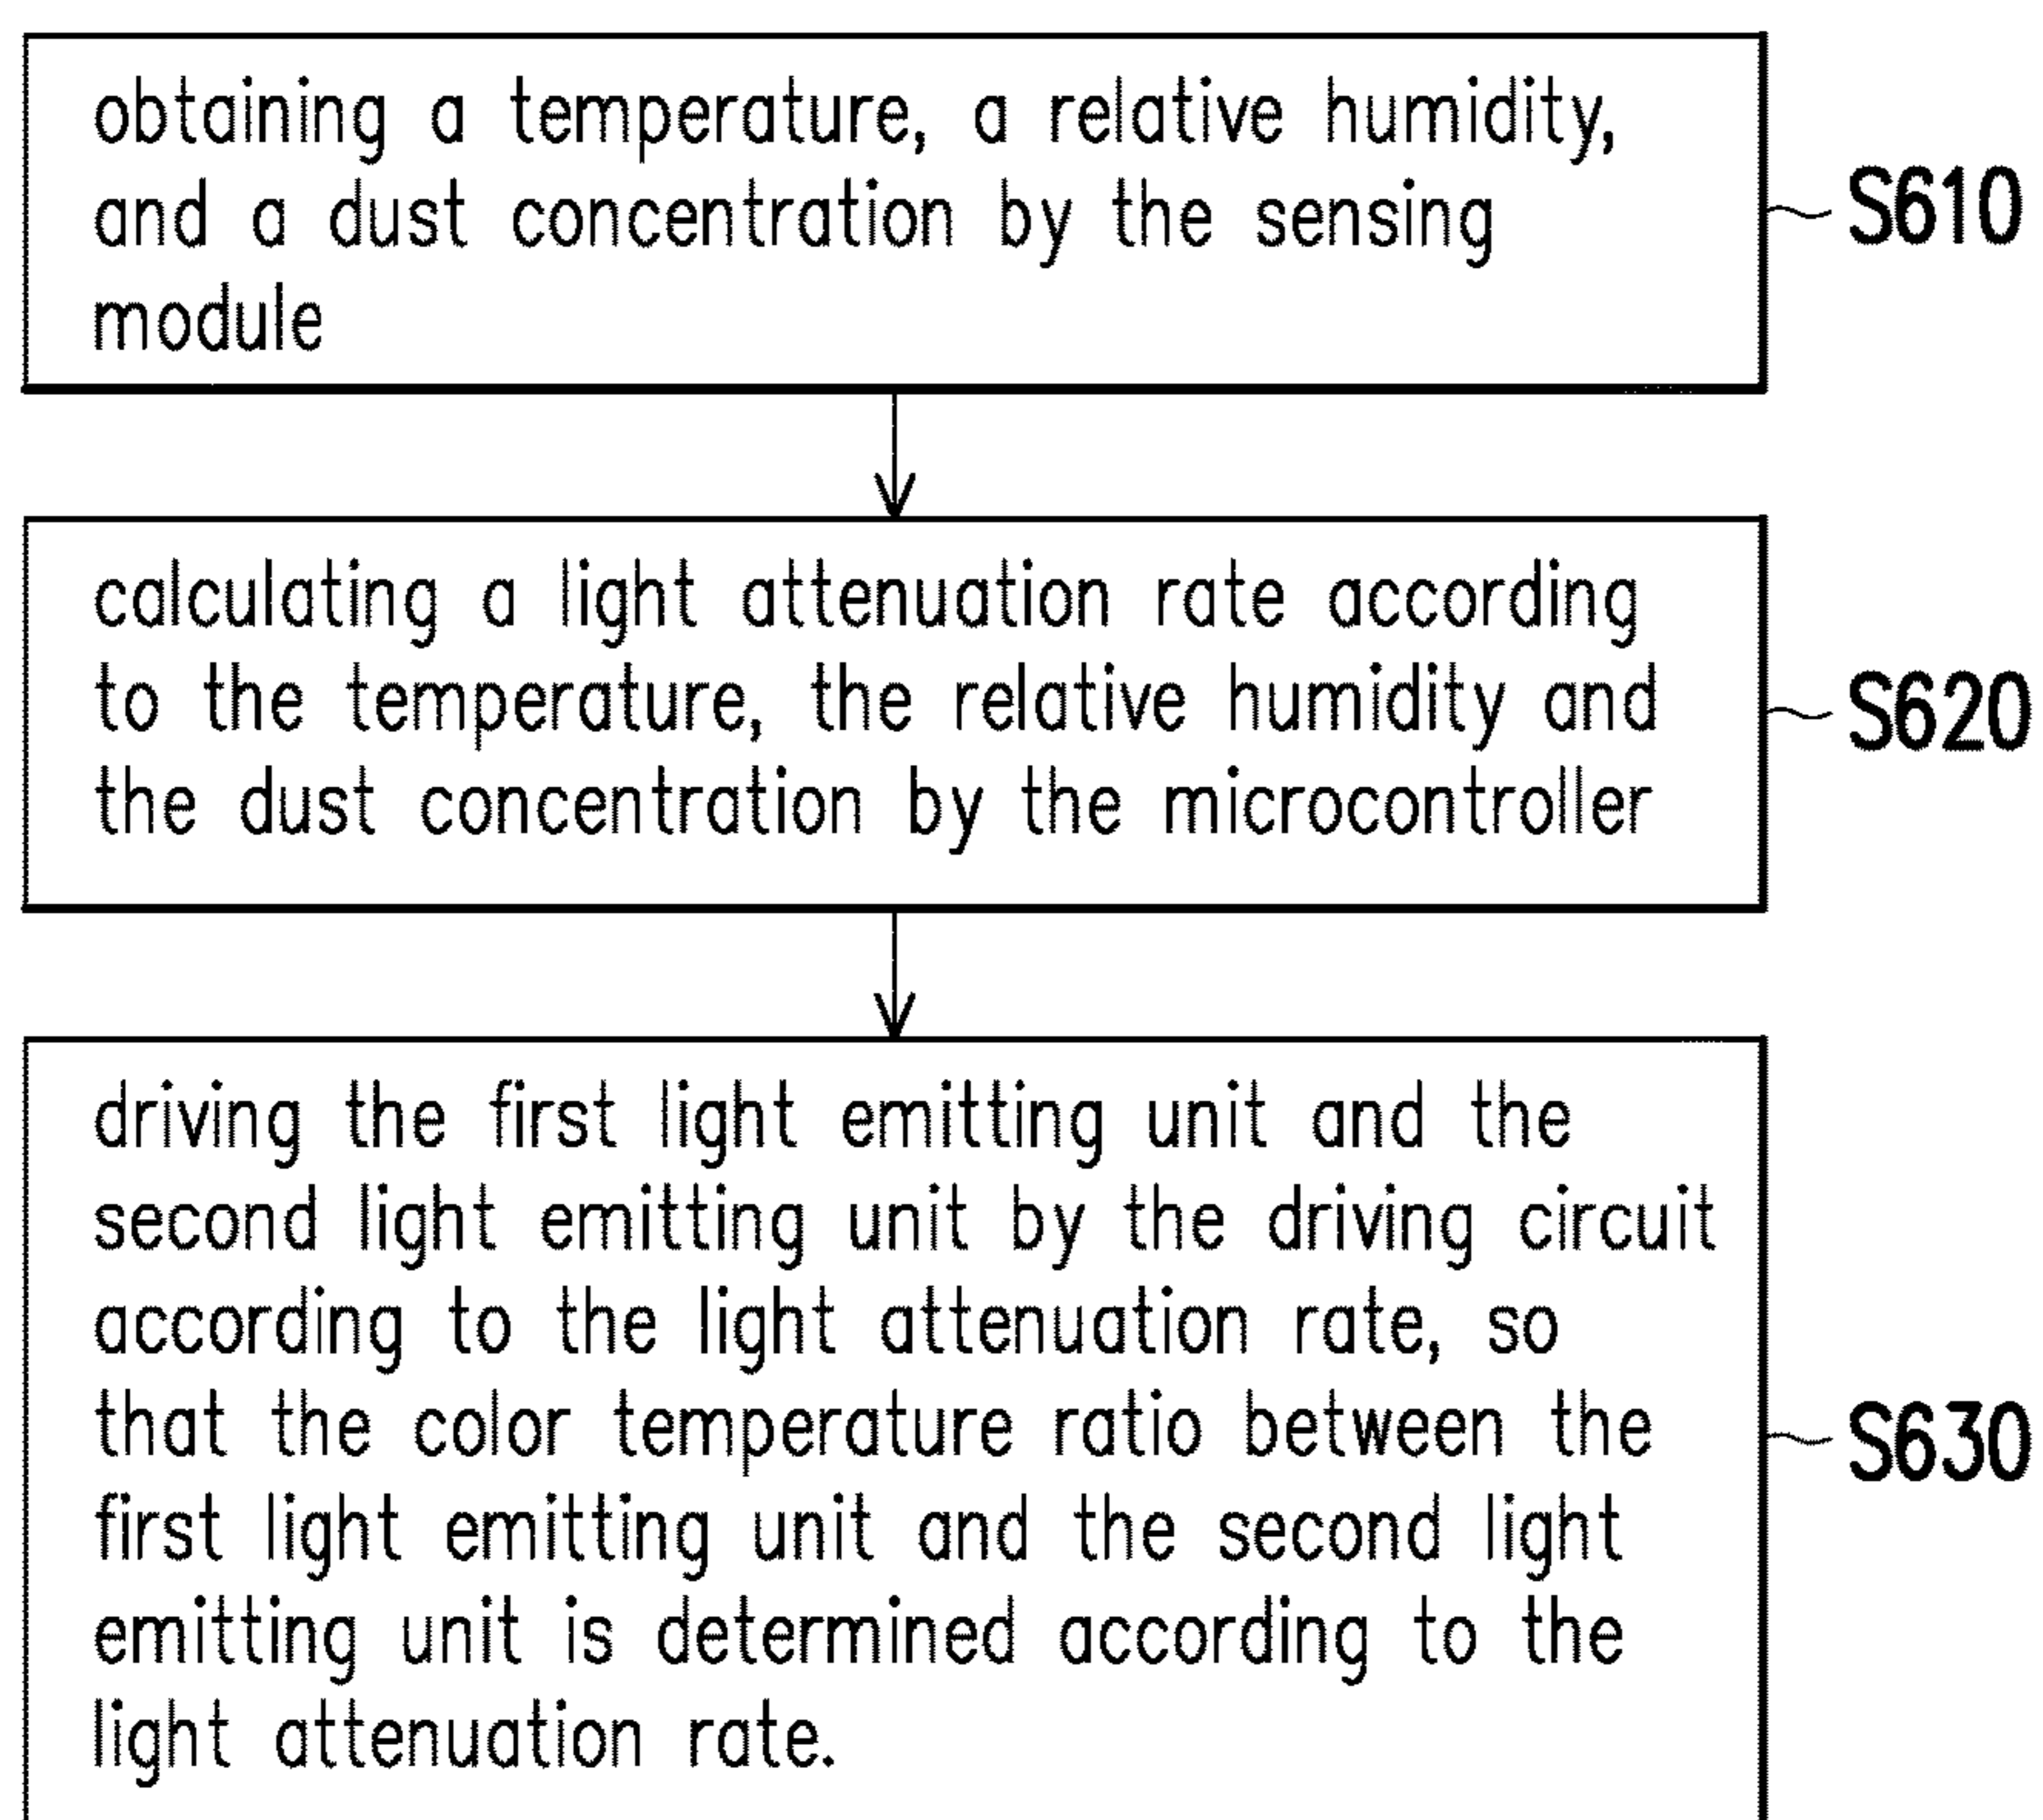 obtaining a temperature, a relative humidity,
and a dust concentration by the sensing
module
S610
calculating a light attenuation rate according
to the temperature, the relative humidity and
the dust concentration by the microcontroller
S620
driving the first light emitting unit and the
second light emitting unit by the driving circuit
according to the light attenuation rate, so
that the color temperature ratio between the
first light emitting unit and the second light
emitting unit is determined according to the
light attenuation rate.
S630